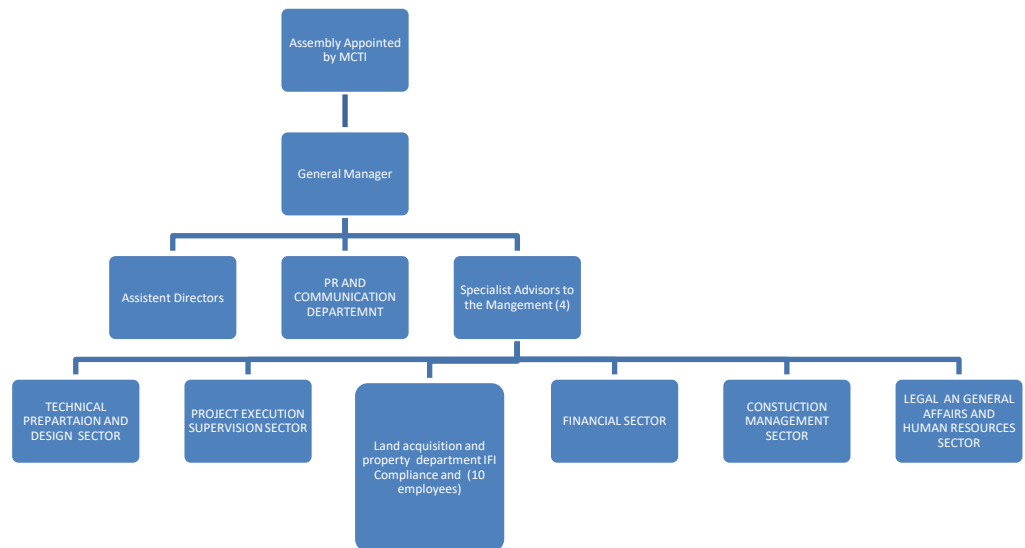 Assembly Appointed
by MCTI
General Manager
Assistent Directors
PR AND
COMMUNICATION
DEPARTEMNT
Specialist Advisors to
the Mangement (4)
TECHNICAL
PREPARTAION AND
DESIGN SECTOR
PROJECT EXECUTION
SUPERVISION SECTOR
Land acquisition and
property department IFI
Compliance and (10
employees)
FINANCIAL SECTOR
CONSTUCTION
MANAGEMENT
SECTOR
LEGAL AN GENERAL
AFFAIRS AND
HUMAN RESOURCES
SECTOR